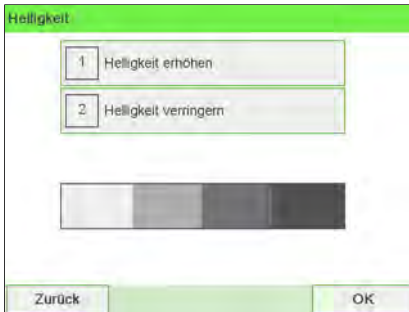 Helligkeit
1 Helligkeit erhöhen
2 Helligkeit verringern
Zurück OK